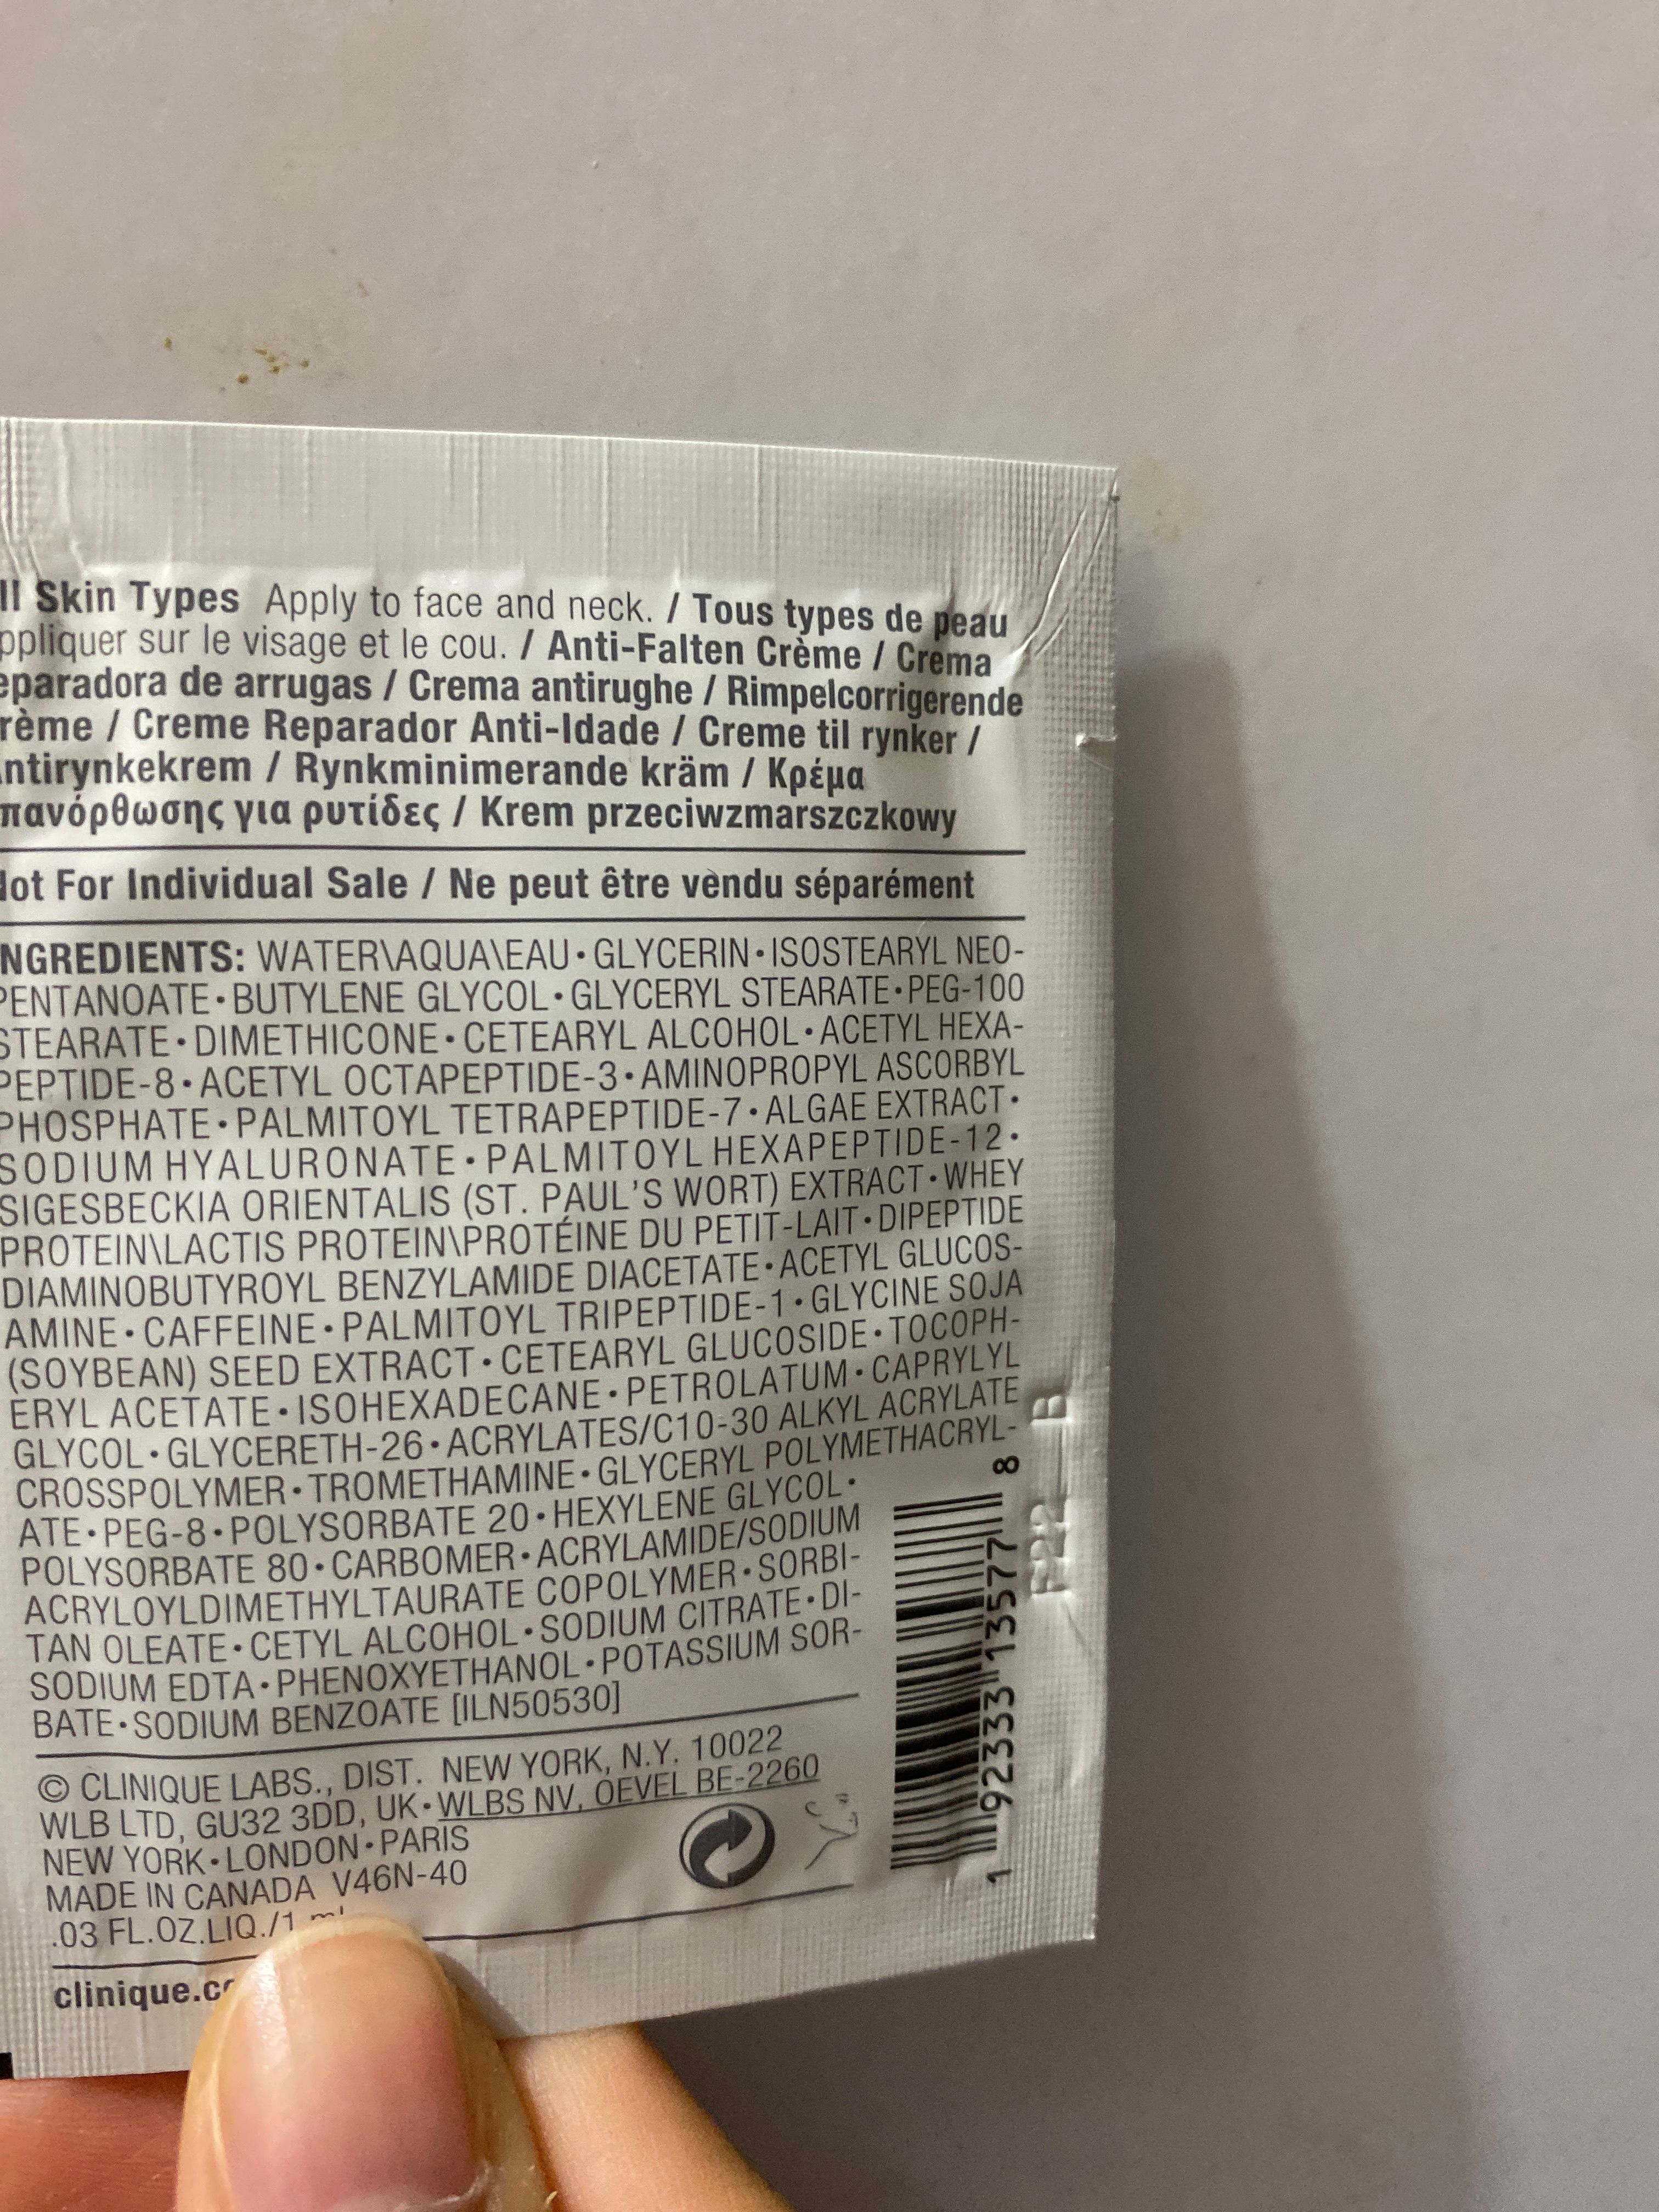 ll Skin Types Apply to face and neck. / Tous types de peau
ppliquer sur le visage et le cou. / Anti-Falten Crème / Crema
eparadora de arrugas / Crema antirughe / Rimpelcorrigerende
rème / Creme Reparador Anti-Idade / Creme til rynker /
ntirynkekrem / Rynkminimerande kräm / Κρέμα
πανόρθωσης για ρυτίδες / Krem przeciwzmarszczkowy
ot For Individual Sale / Ne peut être vendu séparément
NGREDIENTS: WATER\AQUA\EAU • GLYCERIN • ISOSTEARYL NEO-
PENTANOATE • BUTYLENE GLYCOL • GLYCERYL STEARATE • PEG-100
STEARATE • DIMETHICONE • CETEARYL ALCOHOL • ACETYL HEXA-
PEPTIDE-8 • ACETYL OCTAPEPTIDE-3 • AMINOPROPYL ASCORBYL
PHOSPHATE • PALMITOYL TETRAPEPTIDE-7 • ALGAE EXTRACT •
SODIUM HYALURONATE • PALMITOYL HEXAPEPTIDE-12 •
SIGESBECKIA ORIENTALIS (ST. PAUL'S WORT) EXTRACT • WHEY
PROTEIN\LACTIS PROTEIN\PROTÉINE DU PETIT-LAIT • DIPEPTIDE
DIAMINOBUTYROYL BENZYLAMIDE DIACETATE • ACETYL GLUCOS-
AMINE • CAFFEINE • PALMITOYL TRIPEPTIDE-1 • GLYCINE SOJA
(SOYBEAN) SEED EXTRACT • CETEARYL GLUCOSIDE • TOCOPH-
ERYL ACETATE • ISOHEXADECANE • PETROLATUM • CAPRYLYL
GLYCOL • GLYCERETH-26 • ACRYLATES/C10-30 ALKYL ACRYLATE
CROSSPOLYMER • TROMETHAMINE • GLYCERYL POLYMETHACRYL-
ATE • PEG-8 • POLYSORBATE 20 • HEXYLENE GLYCOL •
POLYSORBATE 80 • CARBOMER • ACRYLAMIDE/SODIUM
ACRYLOYLDIMETHYLTAURATE COPOLYMER • SORBI-
TAN OLEATE • CETYL ALCOHOL • SODIUM CITRATE • DI-
SODIUM EDTA • PHENOXYETHANOL • POTASSIUM SOR-
BATE • SODIUM BENZOATE [ILN50530]
© CLINIQUE LABS., DIST. NEW YORK, N.Y. 10022
WLB LTD, GU32 3DD, UK • WLBS NV, OEVEL BE-2260
NEW YORK • LONDON • PARIS
MADE IN CANADA V46N-40
.03 FL.OZ.LIQ./1 ml
clinique.c
1 92333 13577 8
F22 B